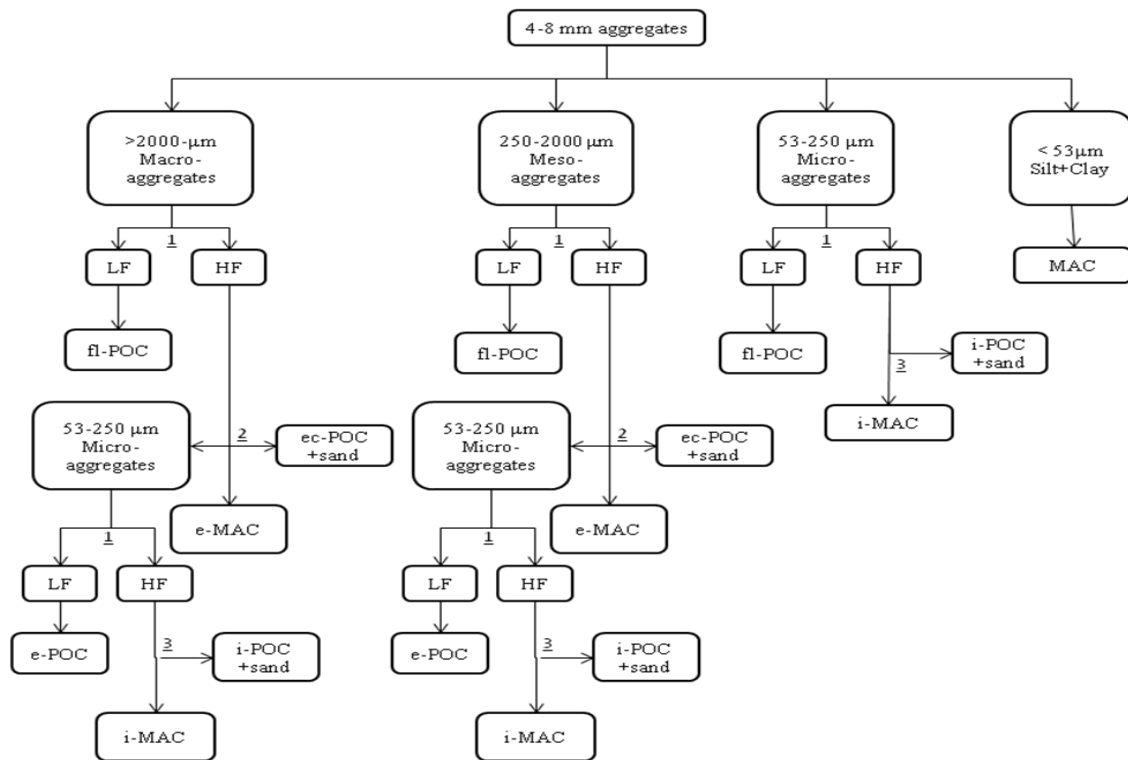 4-8 mm aggregates
>2000-µm
Macro-
aggregates
250-2000 µm
Meso-
aggregates
53-250 µm
Micro-
aggregates
< 53µm
Silt+Clay
1
1
1
LF
HF
LF
HF
LF
HF
MAC
fl-POC
fl-POC
fl-POC
i-POC
+sand
3
i-MAC
53-250 µm
Micro-
aggregates
2
ec-POC
+sand
53-250 µm
Micro-
aggregates
2
ec-POC
+sand
e-MAC
e-MAC
1
1
LF
HF
LF
HF
e-POC
3
i-POC
+sand
e-POC
3
i-POC
+sand
i-MAC
i-MAC